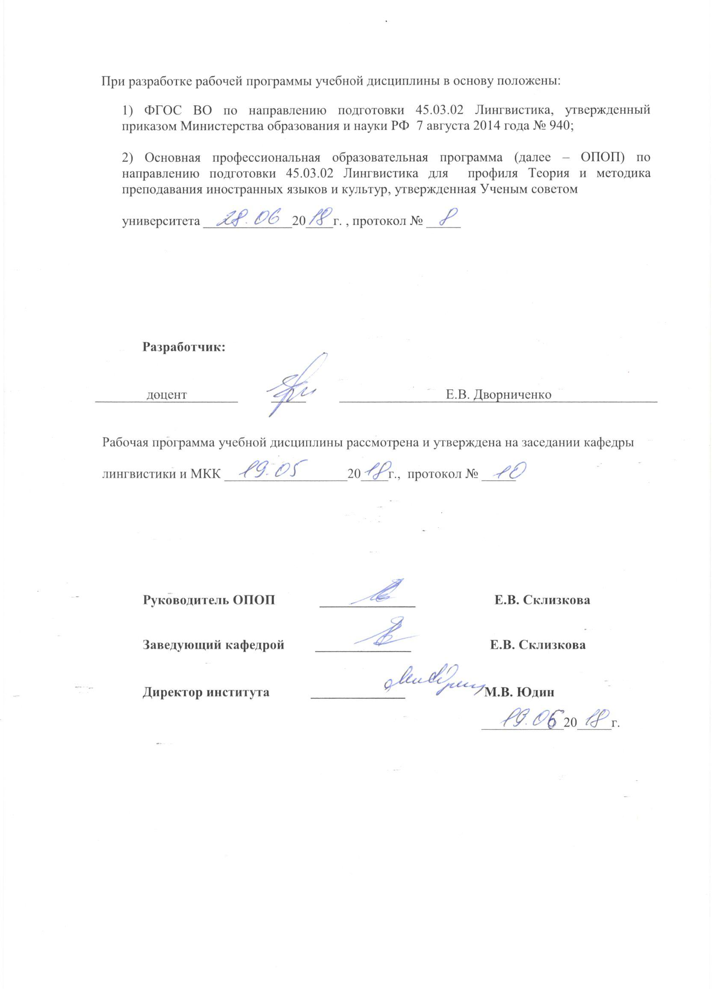 При разработке рабочей программы учебной дисциплины в основу положены:
1) ФГОС ВО по направлению подготовки 45.03.02 Лингвистика, утвержденный
приказом Министерства образования и науки РФ 7 августа 2014 года № 940;
2) Основная профессиональная образовательная программа (далее – ОПОП) по
направлению подготовки 45.03.02 Лингвистика для профиля Теория и методика
преподавания иностранных языков и культур, утвержденная Ученым советом
университета 28.06 2018 г. , протокол № 8
Разработчик:
доцент Е.В. Дворниченко
Рабочая программа учебной дисциплины рассмотрена и утверждена на заседании кафедры
лингвистики и МКК 19.05 2018 г., протокол № 10
Руководитель ОПОП Е.В. Склизкова
Заведующий кафедрой Е.В. Склизкова
Директор института М.В. Юдин
19.06 2018 г.